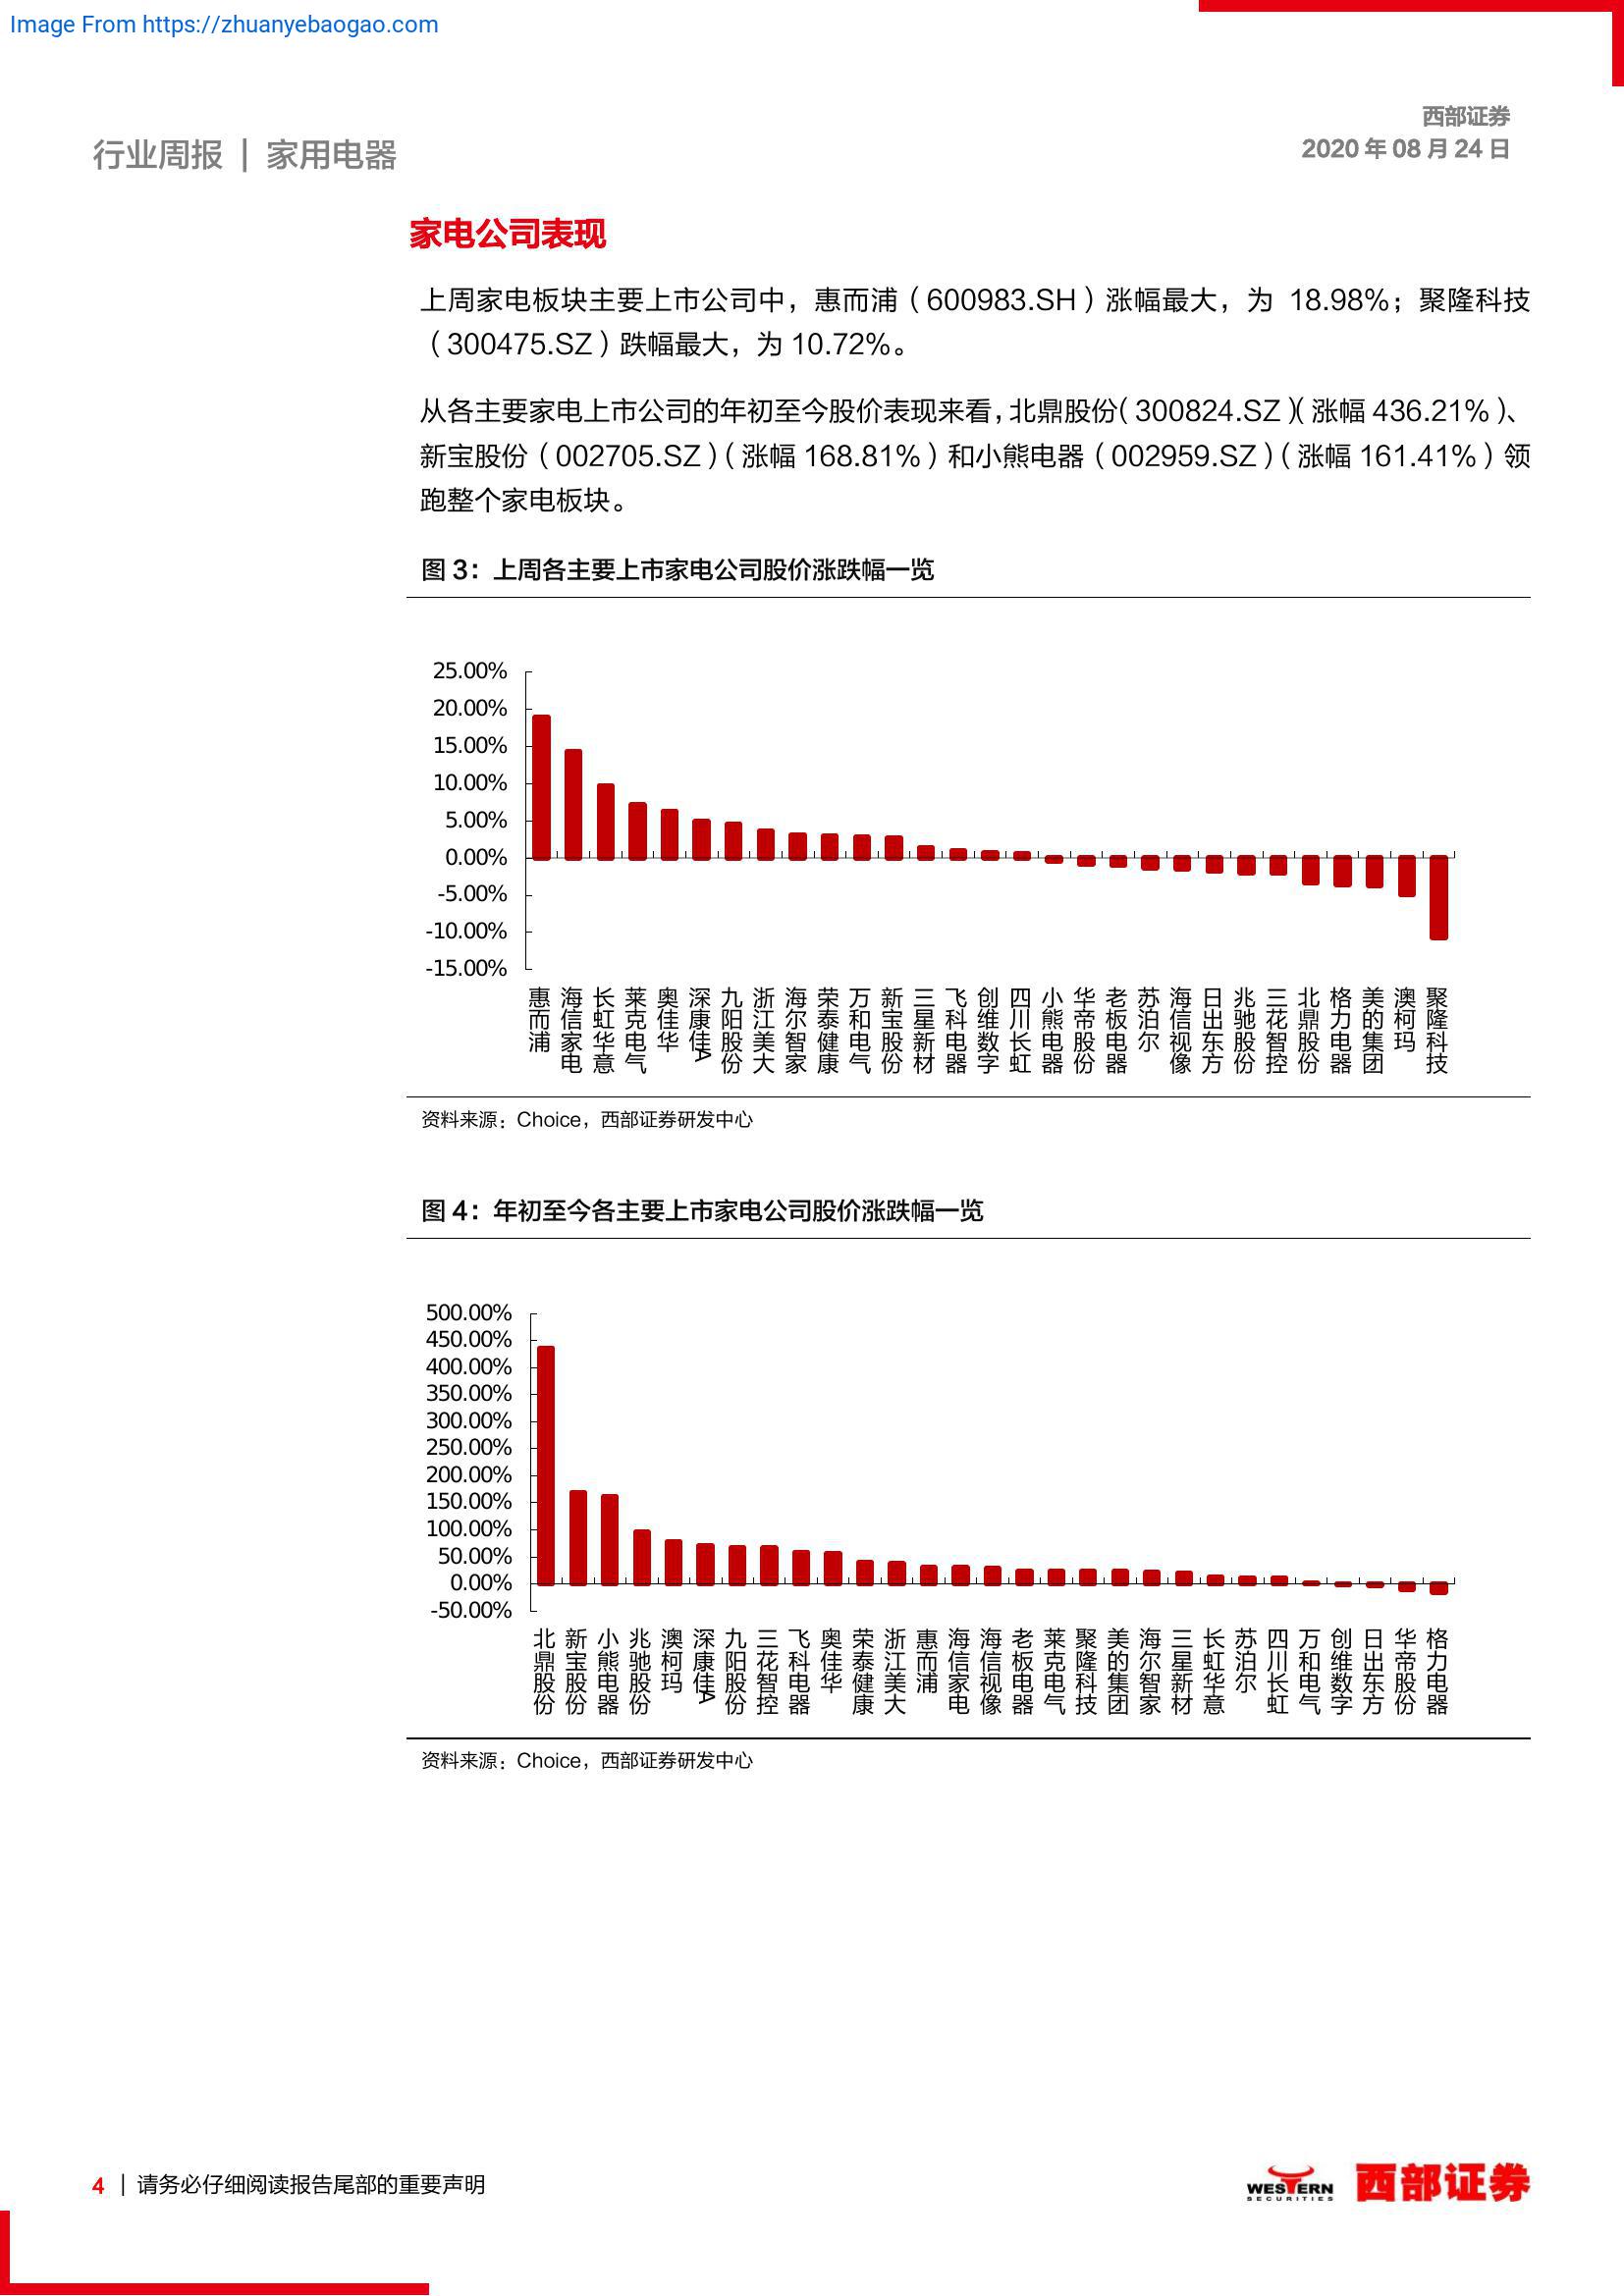 Image From https://zhuanyebaogao.com
西部证券
行业周报 | 家用电器
2020 年 08 月 24 日
家电公司表现
上周家电板块主要上市公司中，惠而浦（600983.SH）涨幅最大，为 18.98%；聚隆科技
（300475.SZ）跌幅最大，为 10.72%。
从各主要家电上市公司的年初至今股价表现来看，北鼎股份（300824.SZ）（涨幅 436.21%）、
新宝股份（002705.SZ）（涨幅 168.81%）和小熊电器（002959.SZ）（涨幅 161.41%）领
跑整个家电板块。
图 3：上周各主要上市家电公司股价涨跌幅一览
25.00%
20.00%
15.00%
10.00%
5.00%
0.00%
-5.00%
-10.00%
-15.00%
惠而浦
海信家电
长虹华意
莱克电气
奥佳华
深康佳A
九阳股份
浙江美大
海尔智家
荣泰健康
万和电气
新宝股份
三星新材
飞科电器
创维数字
四川长虹
小熊电器
华帝股份
老板电器
苏泊尔
海信视像
日出东方
兆驰股份
三花智控
北鼎股份
格力电器
美的集团
澳柯玛
聚隆科技
资料来源：Choice，西部证券研发中心
图 4：年初至今各主要上市家电公司股价涨跌幅一览
500.00%
450.00%
400.00%
350.00%
300.00%
250.00%
200.00%
150.00%
100.00%
50.00%
0.00%
-50.00%
北鼎股份
新宝股份
小熊电器
兆驰股份
澳柯玛
深康佳A
九阳股份
三花智控
飞科电器
奥佳华
荣泰健康
浙江美大
惠而浦
海信家电
海信视像
老板电器
莱克电气
聚隆科技
美的集团
海尔智家
三星新材
长虹华意
苏泊尔
四川长虹
万和电气
创维数字
日出东方
华帝股份
格力电器
资料来源：Choice，西部证券研发中心
4 | 请务必仔细阅读报告尾部的重要声明
WESTERN
SECURITIES
西部证券